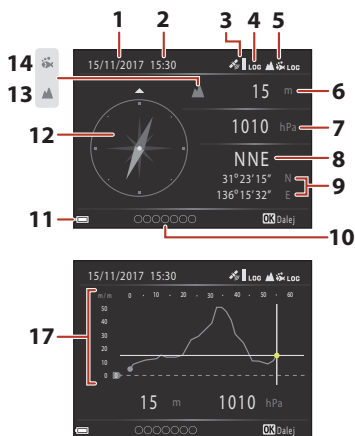 1 2 3 4 5
14 15/11/2017 15:30 LOG LOG
13 15 m 6
1010 hPa 7
12 NNE 8
31°23'15" N
136°15'32" E 9
11 ○○○○○○○ OK Dalej
10
15/11/2017 15:30 LOG LOG
m/m 0 · 10 · 20 · 30 · 40 · 50 · 60
17 50
40
30
20
10
0 0
15 m 1010 hPa
○○○○○○○ OK Dalej